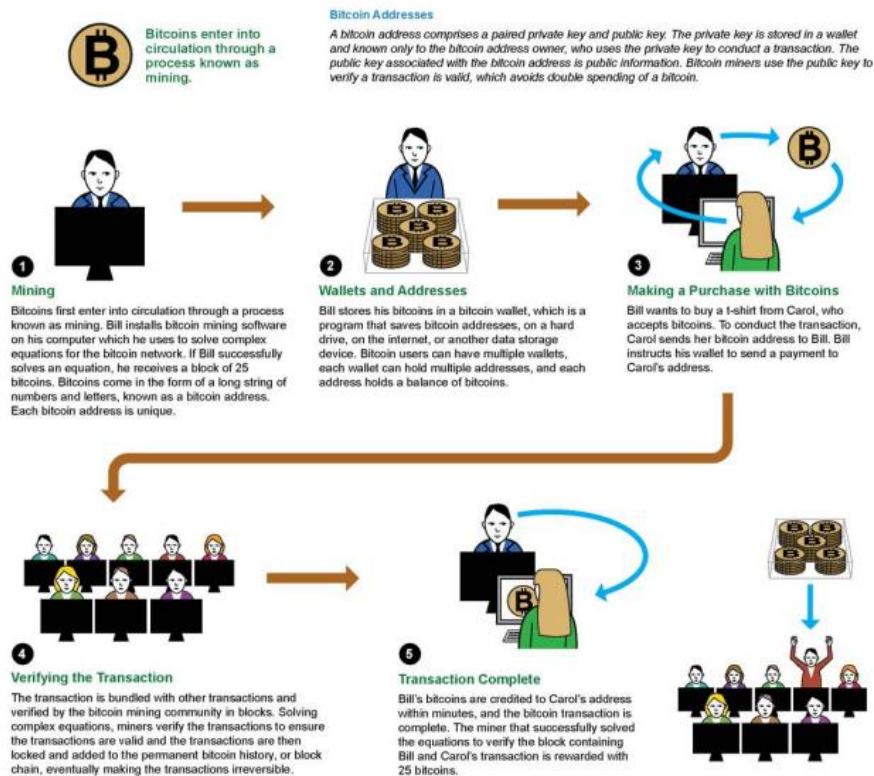 Bitcoins enter into
circulation through a
process known as
mining.
Bitcoin Addresses
A bitcoin address comprises a paired private key and public key. The private key is stored in a wallet
and known only to the bitcoin address owner, who uses the private key to conduct a transaction. The
public key associated with the bitcoin address is public information. Bitcoin miners use the public key to
verify a transaction is valid, which avoids double spending of a bitcoin.
1
Mining
Bitcoins first enter into circulation through a process
known as mining. Bill installs bitcoin mining software
on his computer which he uses to solve complex
equations for the bitcoin network. If Bill successfully
solves an equation, he receives a block of 25
bitcoins. Bitcoins come in the form of a long string of
numbers and letters, known as a bitcoin address.
Each bitcoin address is unique.
2
Wallets and Addresses
Bill stores his bitcoins in a bitcoin wallet, which is a
program that saves bitcoin addresses, on a hard
drive, on the internet, or another data storage
device. Bitcoin users can have multiple wallets,
each wallet can hold multiple addresses, and each
address holds a balance of bitcoins.
3
Making a Purchase with Bitcoins
Bill wants to buy a t-shirt from Carol, who
accepts bitcoins. To conduct the transaction,
Carol sends her bitcoin address to Bill. Bill
instructs his wallet to send a payment to
Carol's address.
4
Verifying the Transaction
The transaction is bundled with other transactions and
verified by the bitcoin mining community in blocks. Solving
complex equations, miners verify the transactions to ensure
the transactions are valid and the transactions are then
locked and added to the permanent bitcoin history, or block
chain, eventually making the transactions irreversible.
5
Transaction Complete
Bill's bitcoins are credited to Carol's address
within minutes, and the bitcoin transaction is
complete. The miner that successfully solved
the equations to verify the block containing
Bill and Carol's transaction is rewarded with
25 bitcoins.